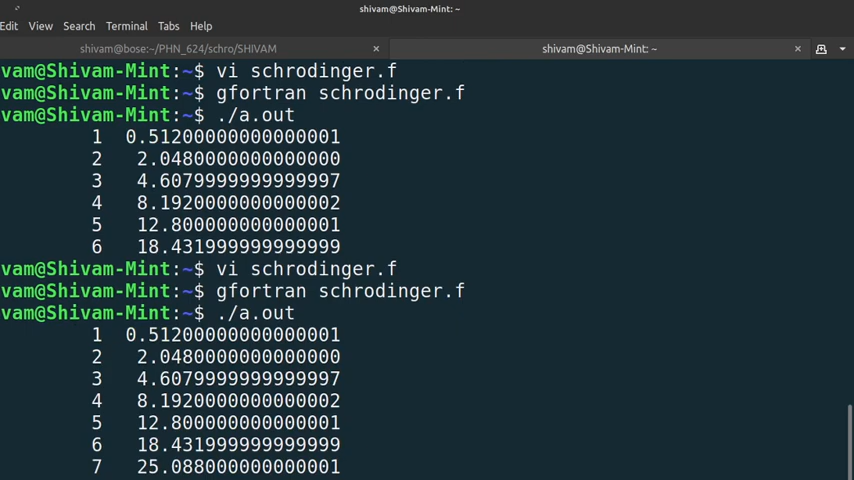 shivam@Shivam-Mint: ~
Edit View Search Terminal Tabs Help
shivam@bose:~/PHN_624/schro/SHIVAM × shivam@Shivam-Mint: ~ ×
vam@Shivam-Mint:~$ vi schrodinger.f
vam@Shivam-Mint:~$ gfortran schrodinger.f
vam@Shivam-Mint:~$ ./a.out
1 0.51200000000000001
2 2.0480000000000000
3 4.6079999999999997
4 8.1920000000000002
5 12.800000000000001
6 18.431999999999999
vam@Shivam-Mint:~$ vi schrodinger.f
vam@Shivam-Mint:~$ gfortran schrodinger.f
vam@Shivam-Mint:~$ ./a.out
1 0.51200000000000001
2 2.0480000000000000
3 4.6079999999999997
4 8.1920000000000002
5 12.800000000000001
6 18.431999999999999
7 25.088000000000001